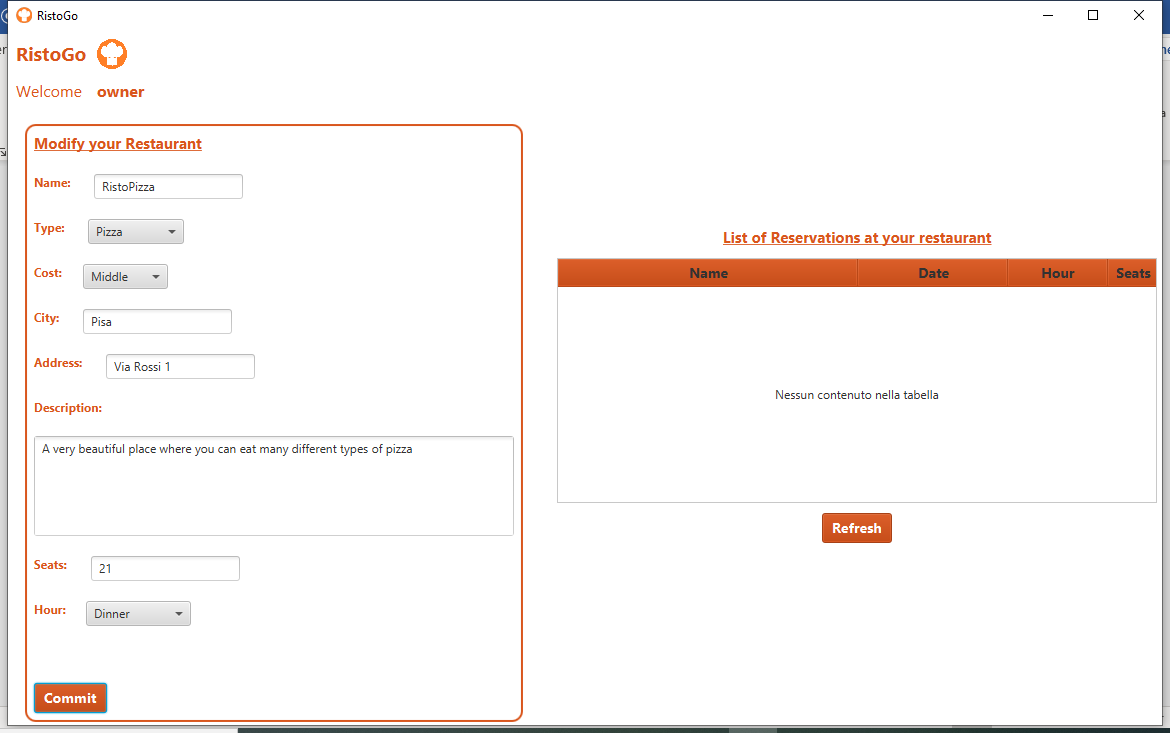 RistoGo
RistoGo
Welcome owner
Modify your Restaurant
Name: RistoPizza
Type: Pizza
Cost: Middle
City: Pisa
Address: Via Rossi 1
Description:
A very beautiful place where you can eat many different types of pizza
Seats: 21
Hour: Dinner
Commit
List of Reservations at your restaurant
Name Date Hour Seats
Nessun contenuto nella tabella
Refresh